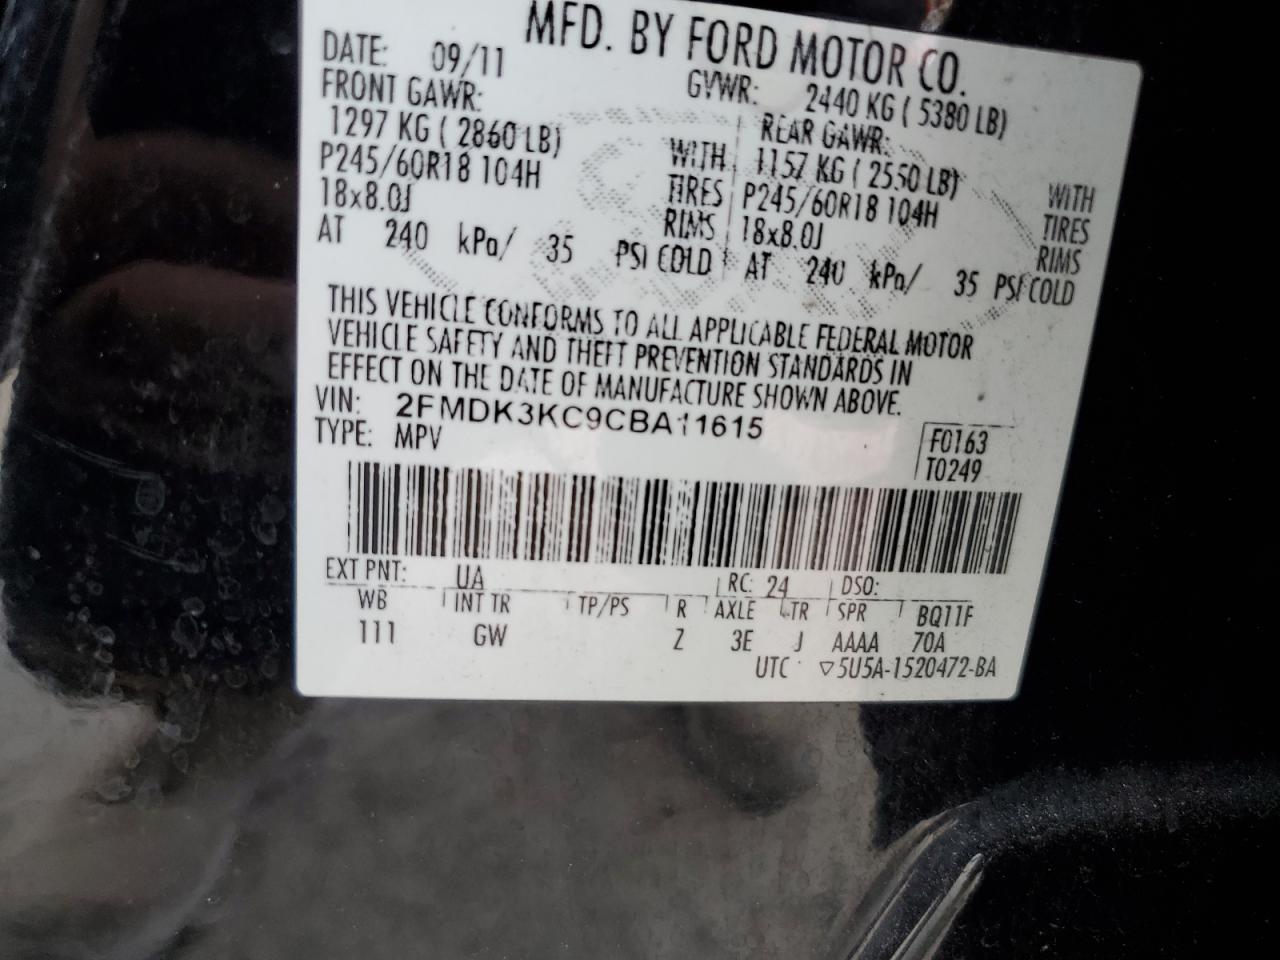 MFD. BY FORD MOTOR CO.
DATE: 09/11 GVWR: 2440 KG ( 5380 LB)
FRONT GAWR: REAR GAWR:
1297 KG ( 2860 LB) WITH 1157 KG ( 2550 LB) WITH
P245/60R18 104H TIRES P245/60R18 104H TIRES
18x8.0J RIMS 18x8.0J RIMS
AT 240 kPa/ 35 PSI COLD AT 240 kPa/ 35 PSI COLD
THIS VEHICLE CONFORMS TO ALL APPLICABLE FEDERAL MOTOR
VEHICLE SAFETY AND THEFT PREVENTION STANDARDS IN
EFFECT ON THE DATE OF MANUFACTURE SHOWN ABOVE.
VIN: 2FMDK3KC9CBA11615
TYPE: MPV
F0163
T0249
EXT PNT: UA RC: 24 DSO:
WB INT TR TP/PS R AXLE TR SPR BQ11F
111 GW Z 3E J AAAA 70A
UTC ▽5U5A-1520472-BA